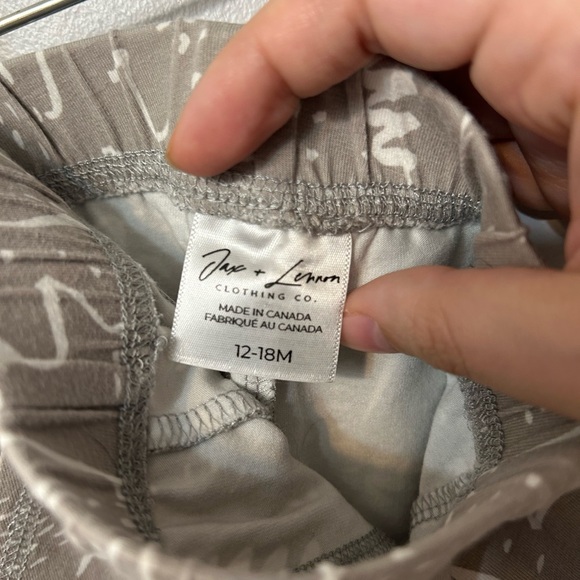 Jax + Lennon
CLOTHING CO.
MADE IN CANADA
FABRIQUÉ AU CANADA
12-18M